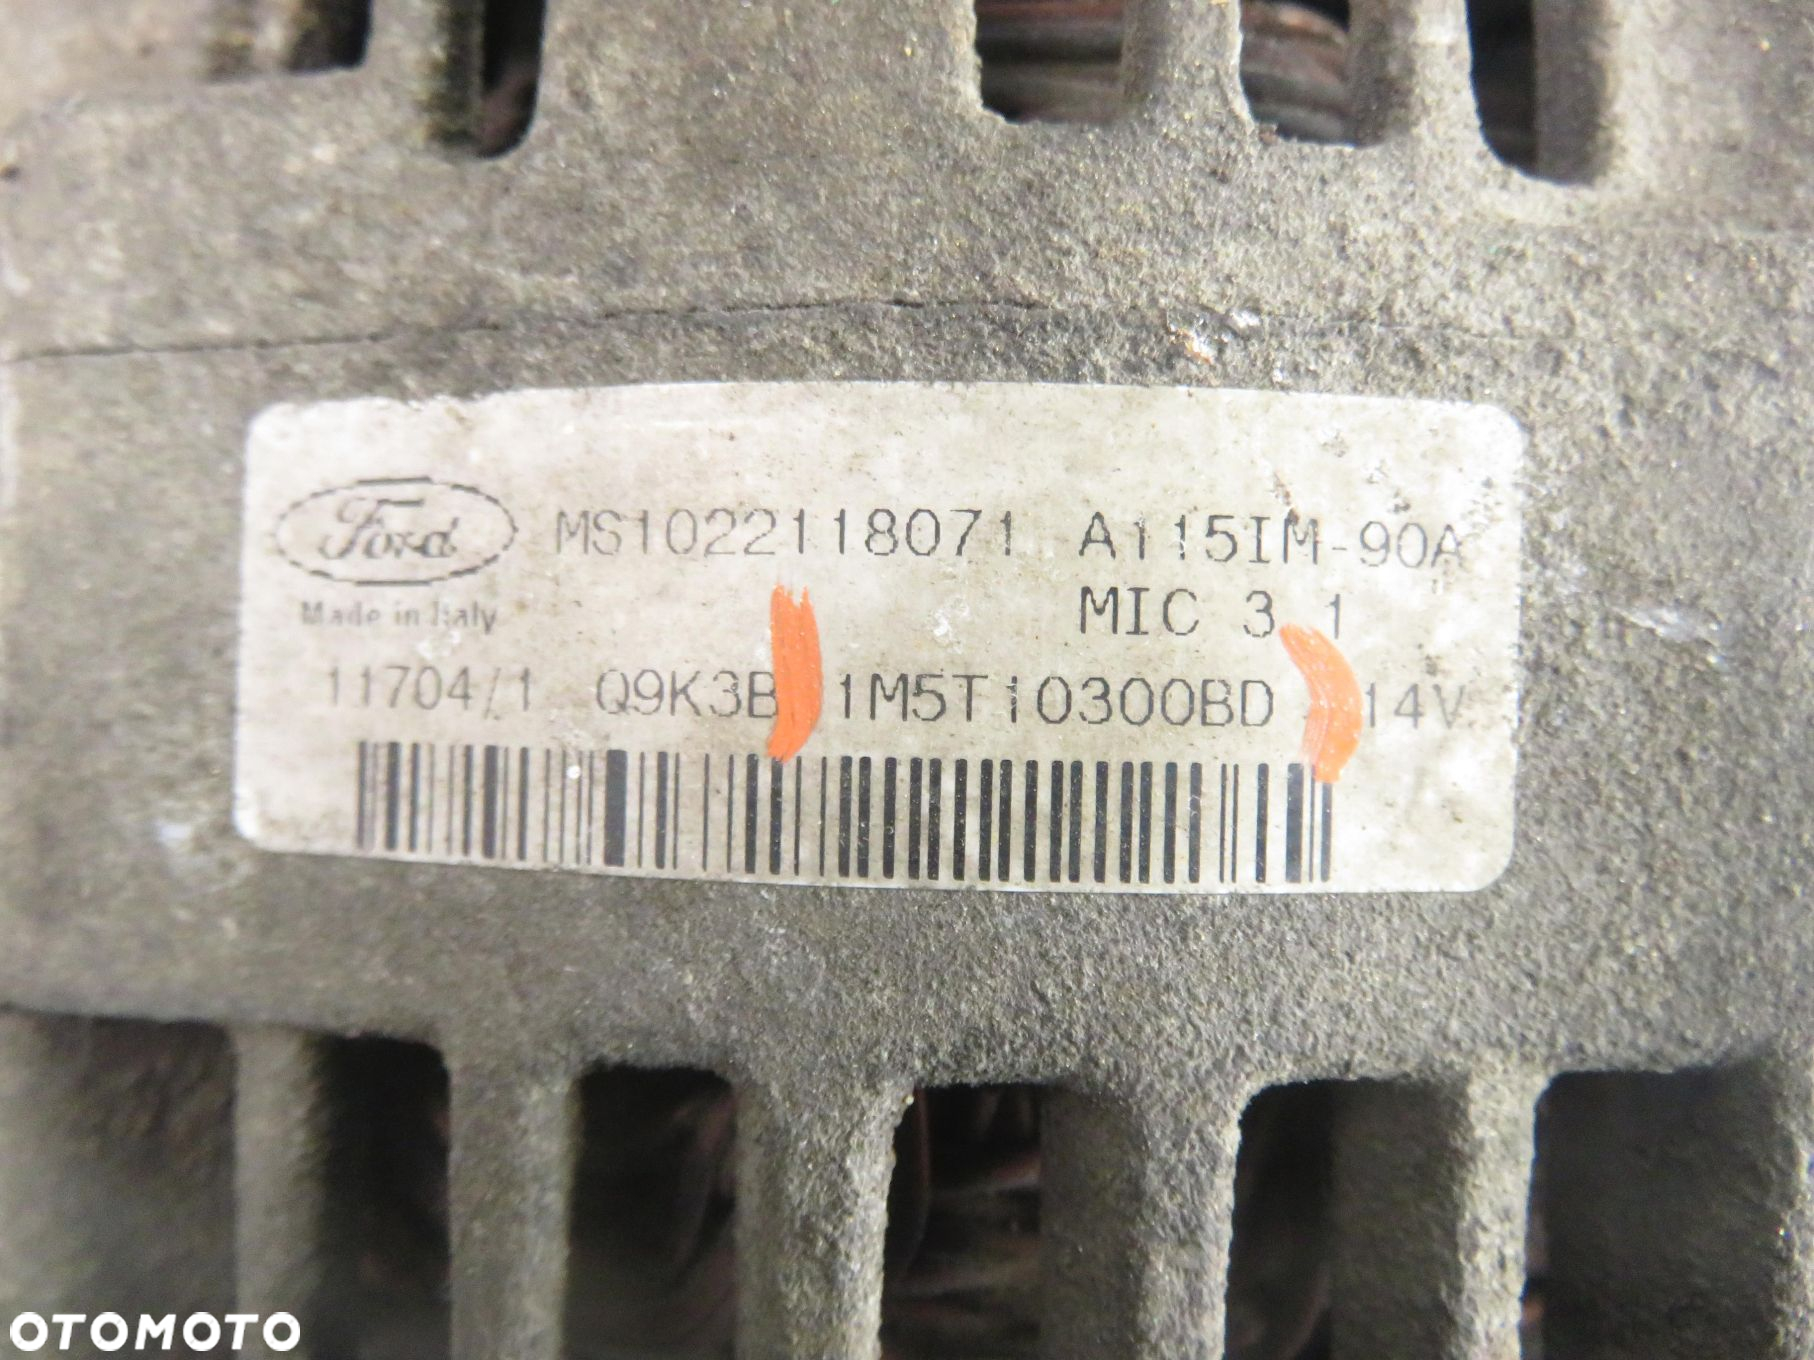 Ford MS1022118071 A115IM-90A
Made in Italy MIC 3 1
11704/1 Q9K3B 1M5T10300BD 14V
OTOMOTO